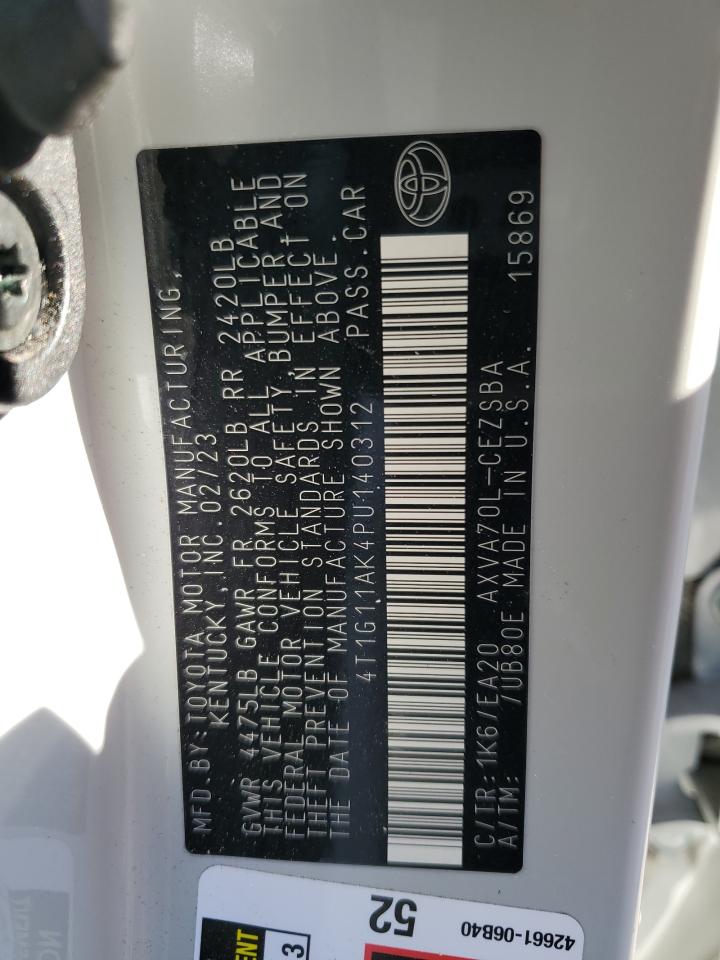 MFD. BY: TOYOTA MOTOR MANUFACTURING,
KENTUCKY, INC. 02/23
GVWR 4475LB GAWR FR 2620LB RR 2420LB
THIS VEHICLE CONFORMS TO ALL APPLICABLE
FEDERAL MOTOR VEHICLE SAFETY, BUMPER, AND
THEFT PREVENTION STANDARDS IN EFFECT ON
THE DATE OF MANUFACTURE SHOWN ABOVE.
4T1G11AK4PU140312 PASS.CAR
C/TR: 1K6/EA20 AXVA70L-CEZSBA
A/TM: /UB80E MADE IN U.S.A. 15869
52
42661-06B40
3